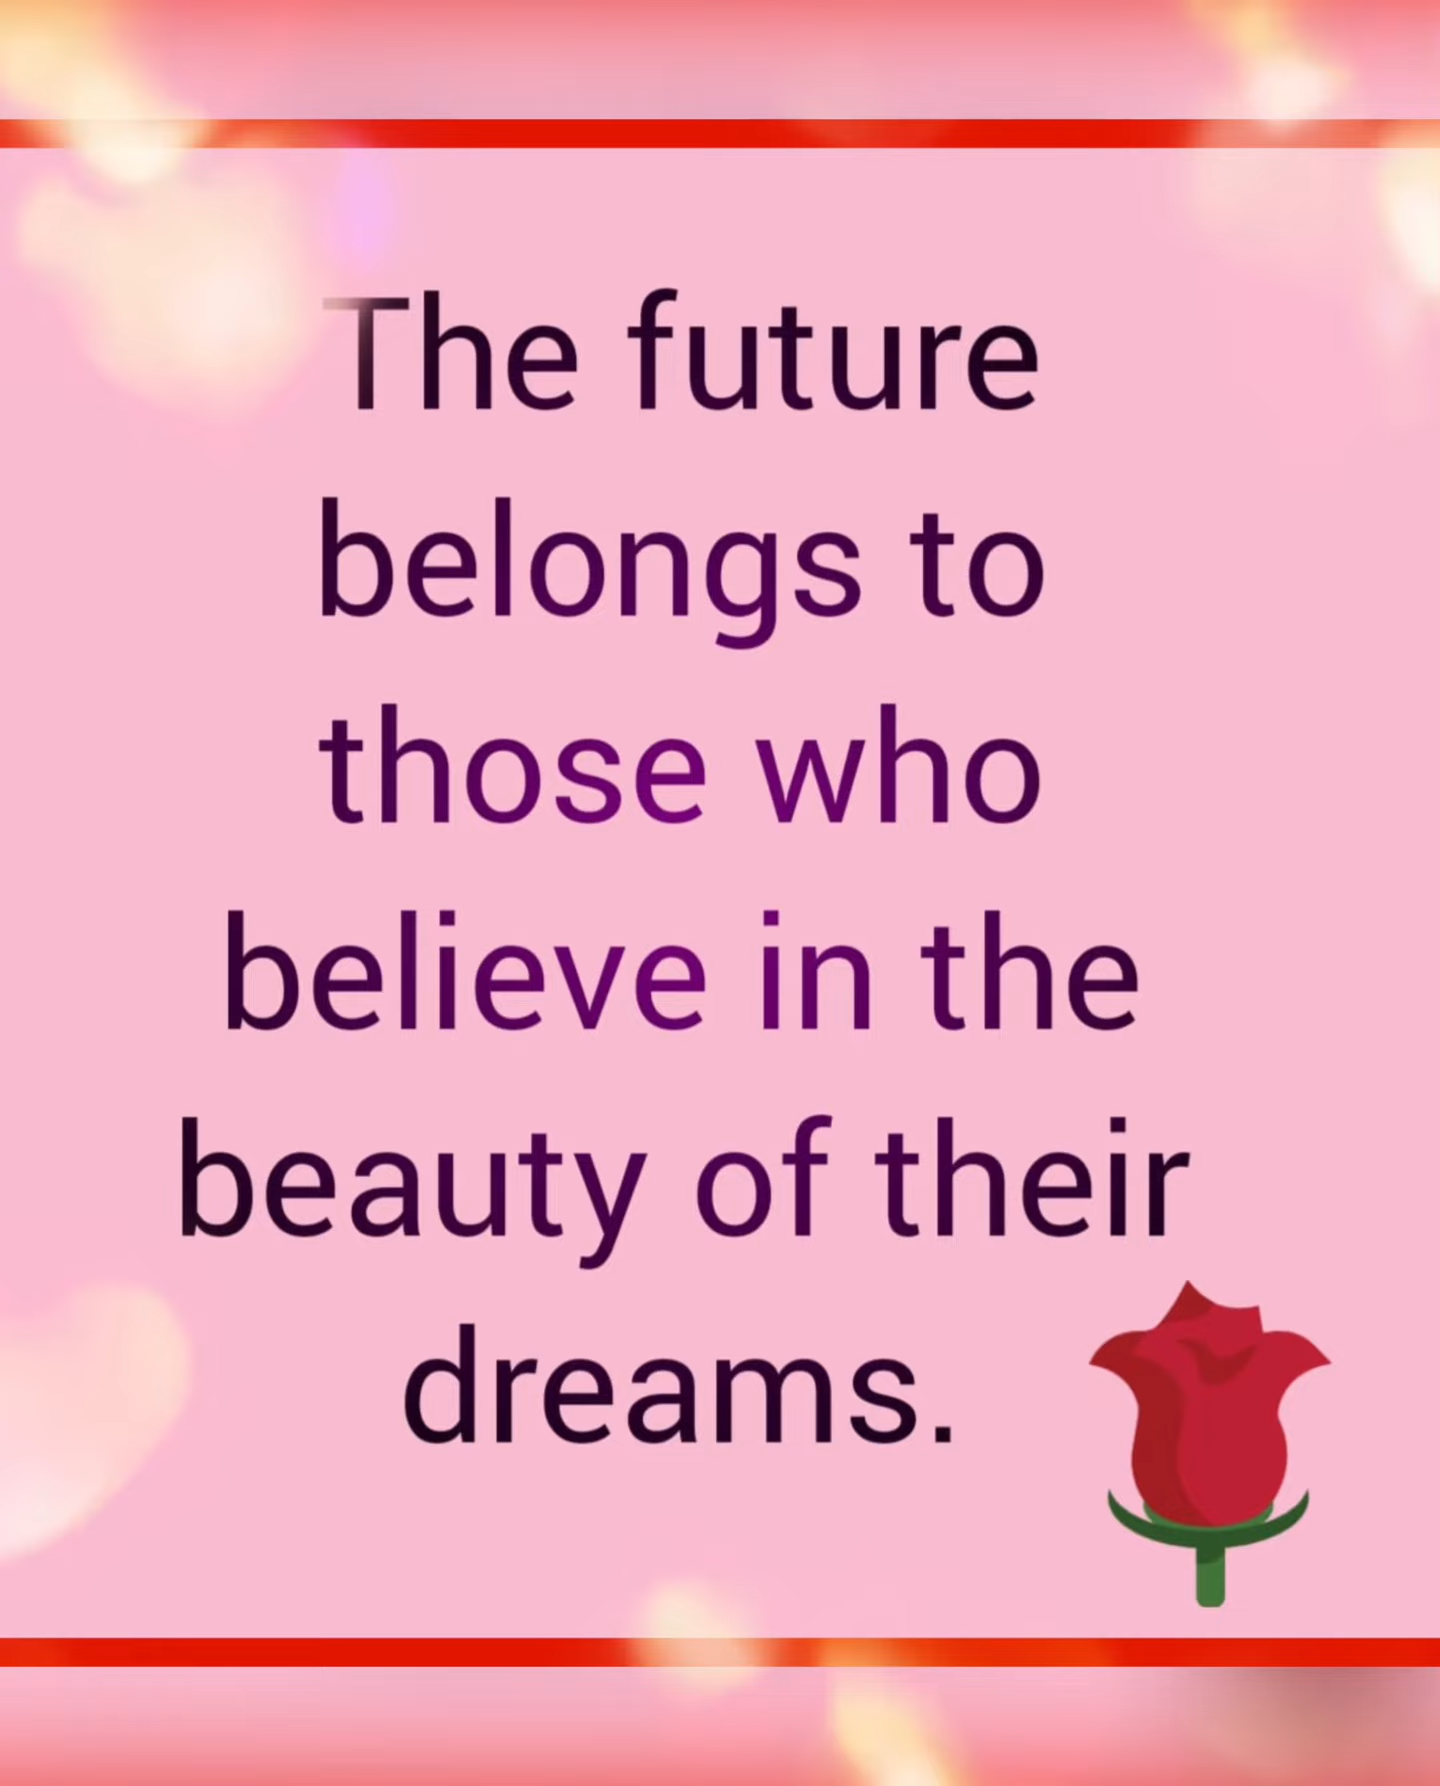 The future
belongs to
those who
believe in the
beauty of their
dreams.